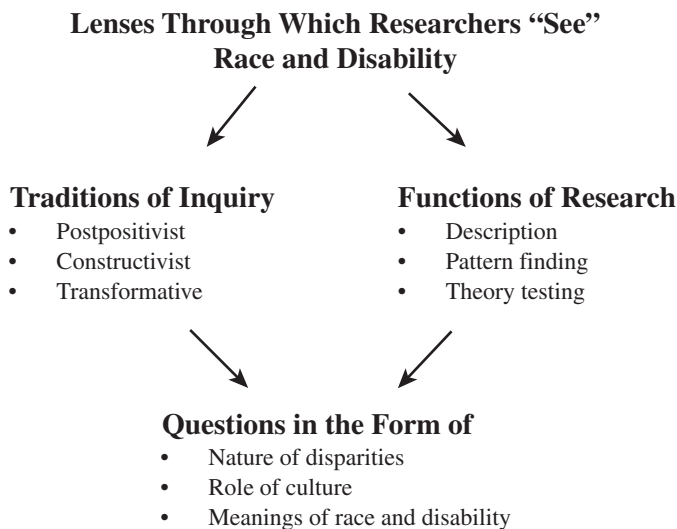 Lenses Through Which Researchers “See”
Race and Disability
Traditions of Inquiry
• Postpositivist
• Constructivist
• Transformative
Functions of Research
• Description
• Pattern finding
• Theory testing
Questions in the Form of
• Nature of disparities
• Role of culture
• Meanings of race and disability